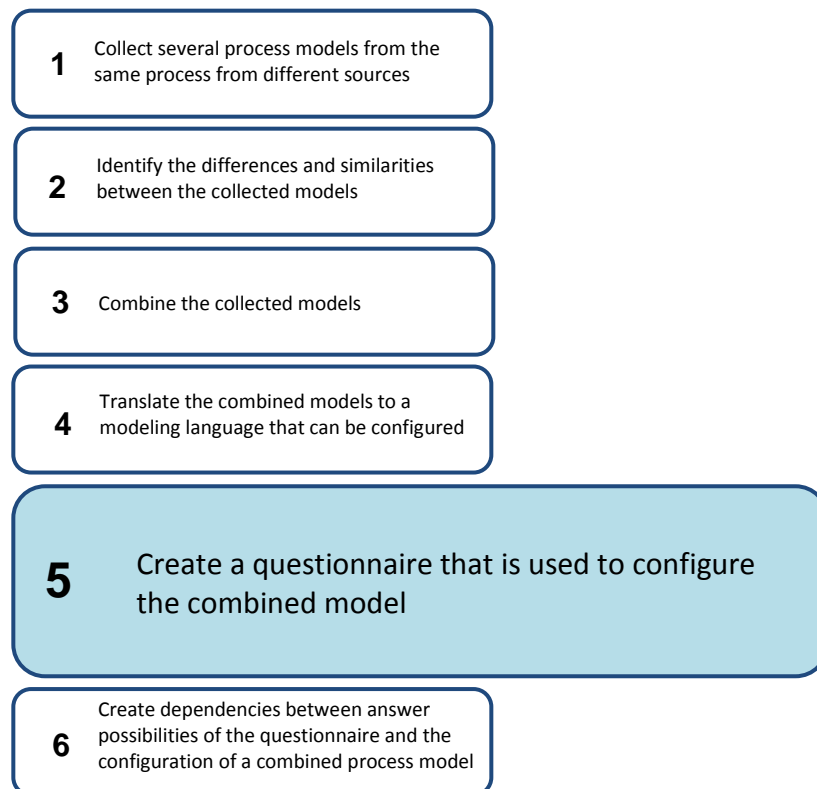 1
Collect several process models from the
same process from different sources
2
Identify the differences and similarities
between the collected models
3
Combine the collected models
4
Translate the combined models to a
modeling language that can be configured
5
Create a questionnaire that is used to configure
the combined model
6
Create dependencies between answer
possibilities of the questionnaire and the
configuration of a combined process model